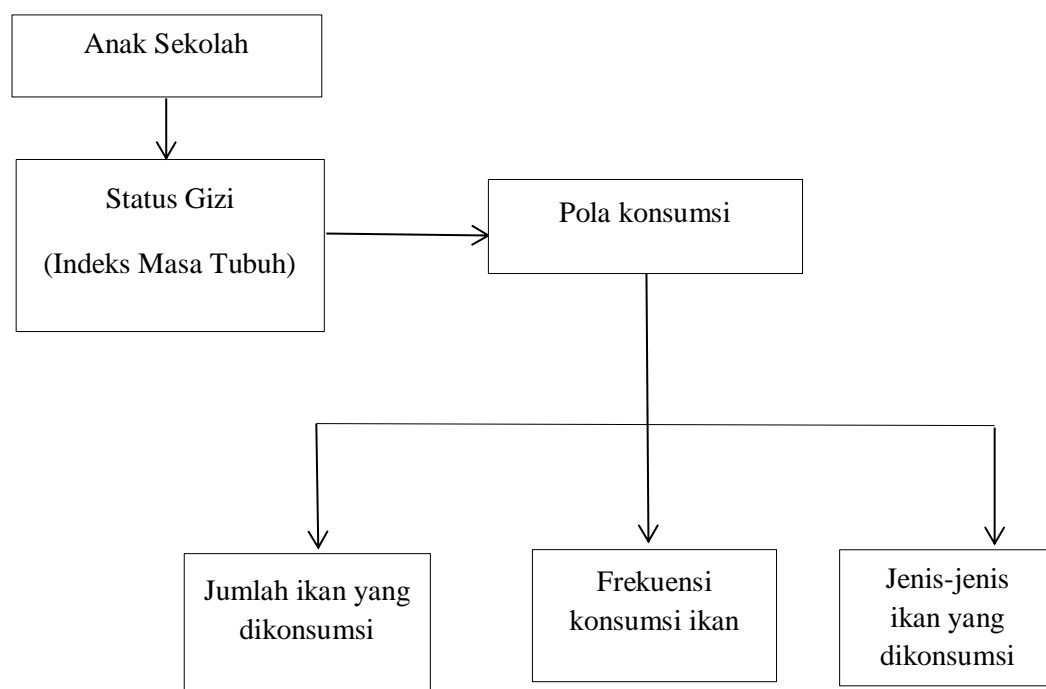 Anak Sekolah
Status Gizi
(Indeks Masa Tubuh)
Pola konsumsi
Jumlah ikan yang
dikonsumsi
Frekuensi
konsumsi ikan
Jenis-jenis
ikan yang
dikonsumsi